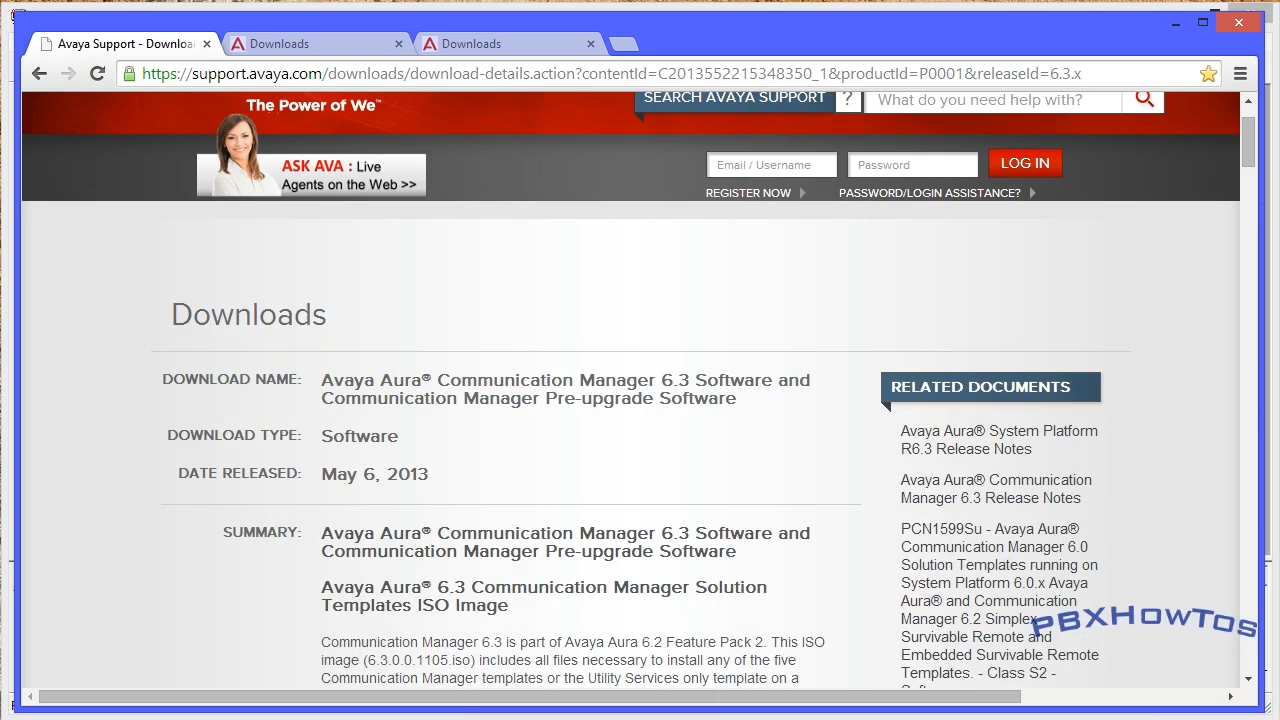 Avaya Support - Downloa
Downloads
Downloads
https://support.avaya.com/downloads/download-details.action?contentId=C20135522153483550_1&productId=P0001&releaseId=6.3.x
The Power of We™
SEARCH AVAYA SUPPORT ?
What do you need help with?
ASK AVA : Live
Agents on the Web >>
Email / Username
Password
LOG IN
REGISTER NOW
PASSWORD/LOGIN ASSISTANCE?
Downloads
DOWNLOAD NAME: Avaya Aura® Communication Manager 6.3 Software and
Communication Manager Pre-upgrade Software
DOWNLOAD TYPE: Software
DATE RELEASED: May 6, 2013
SUMMARY: Avaya Aura® Communication Manager 6.3 Software and
Communication Manager Pre-upgrade Software
Avaya Aura® 6.3 Communication Manager Solution
Templates ISO Image
Communication Manager 6.3 is part of Avaya Aura 6.2 Feature Pack 2. This ISO
image (6.3.0.0.1105.iso) includes all files necessary to install any of the five
Communication Manager templates or the Utility Services only template on a
RELATED DOCUMENTS
Avaya Aura® System Platform
R6.3 Release Notes
Avaya Aura® Communication
Manager 6.3 Release Notes
PCN1599Su - Avaya Aura®
Communication Manager 6.0
Solution Templates running on
System Platform 6.0.x Avaya
Aura® and Communication
Manager 6.2 Simplex
Survivable Remote and
Embedded Survivable Remote
Templates. - Class S2 -
PBXHowTos